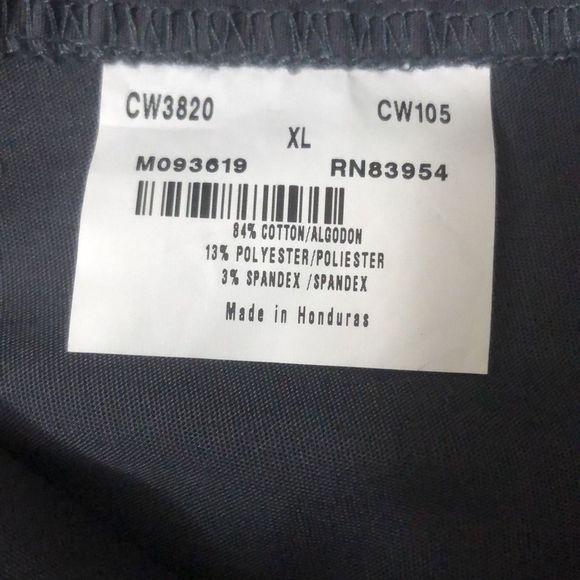 CW3820 CW105
XL
M093619 RN83954
84% COTTON/ALGODON
13% POLYESTER/POLIESTER
3% SPANDEX /SPANDEX
Made in Honduras